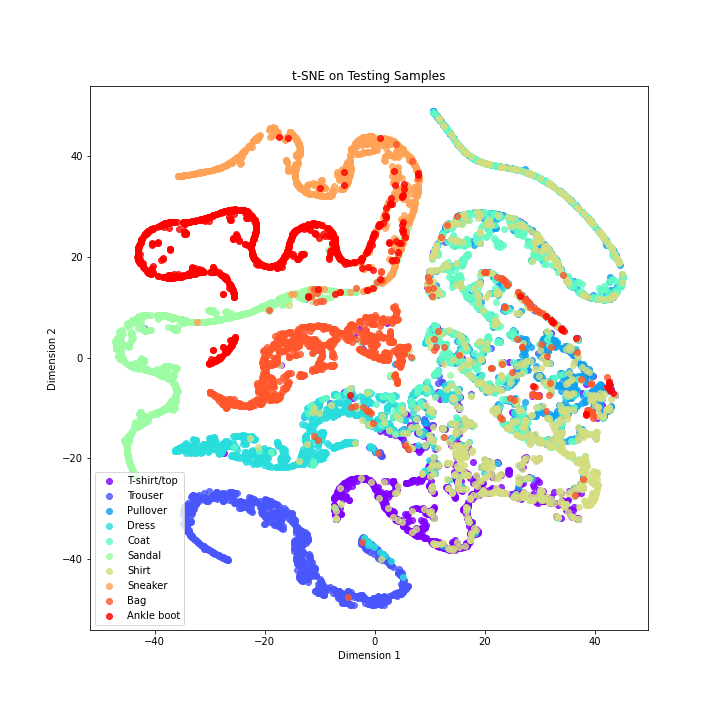 t-SNE on Testing Samples
40
20
0
−20
−40
Dimension 2
T-shirt/top
Trouser
Pullover
Dress
Coat
Sandal
Shirt
Sneaker
Bag
Ankle boot
−40
−20
0
20
40
Dimension 1